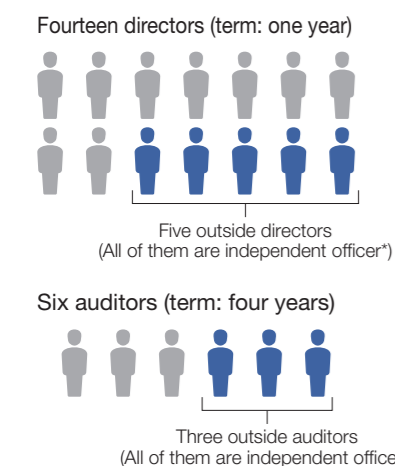 Fourteen directors (term: one year)
Five outside directors
(All of them are independent officer*)
Six auditors (term: four years)
Three outside auditors
(All of them are independent office